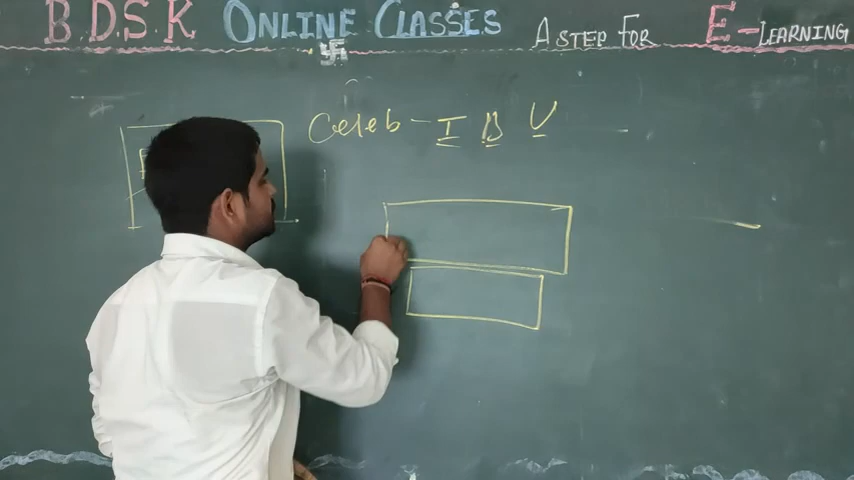 B.D.S.K ONLINE CLASSES A STEP FOR E-LEARNING
Celeb - I B U